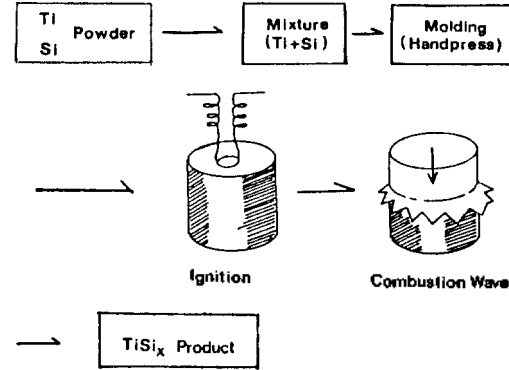 Ti
Si
Powder
Mixture
(Ti+Si)
Molding
(Handpress)
Ignition
Combustion Wave
TiSiₓ Product